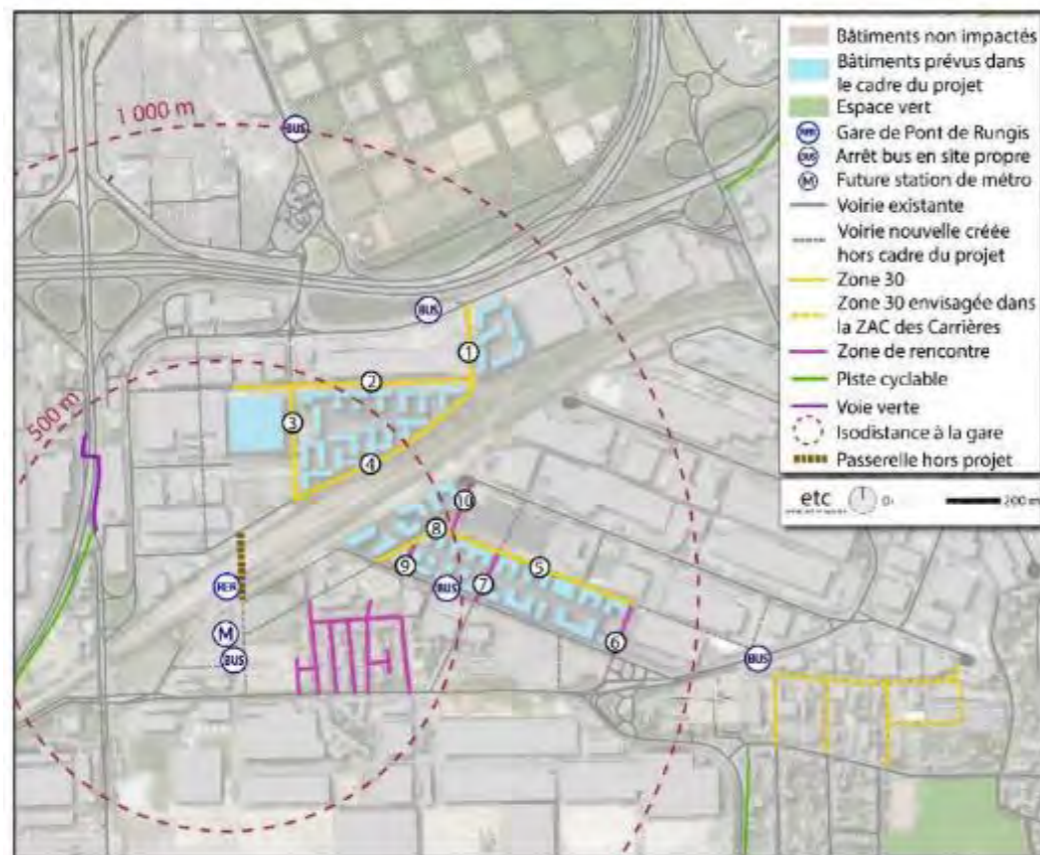 Bâtiments non impactés
Bâtiments prévus dans
le cadre du projet
Espace vert
RER Gare de Pont de Rungis
BUS Arrêt bus en site propre
M Future station de métro
Voirie existante
Voirie nouvelle créée
hors cadre du projet
Zone 30
Zone 30 envisagée dans
la ZAC des Carrières
Zone de rencontre
Piste cyclable
Voie verte
Isodistance à la gare
Passerelle hors projet
etc 0 200 m
1 000 m
BUS
BUS
1
2
500 m
3
4
10
8
5
9
7
RER
BUS
6
M
BUS
BUS